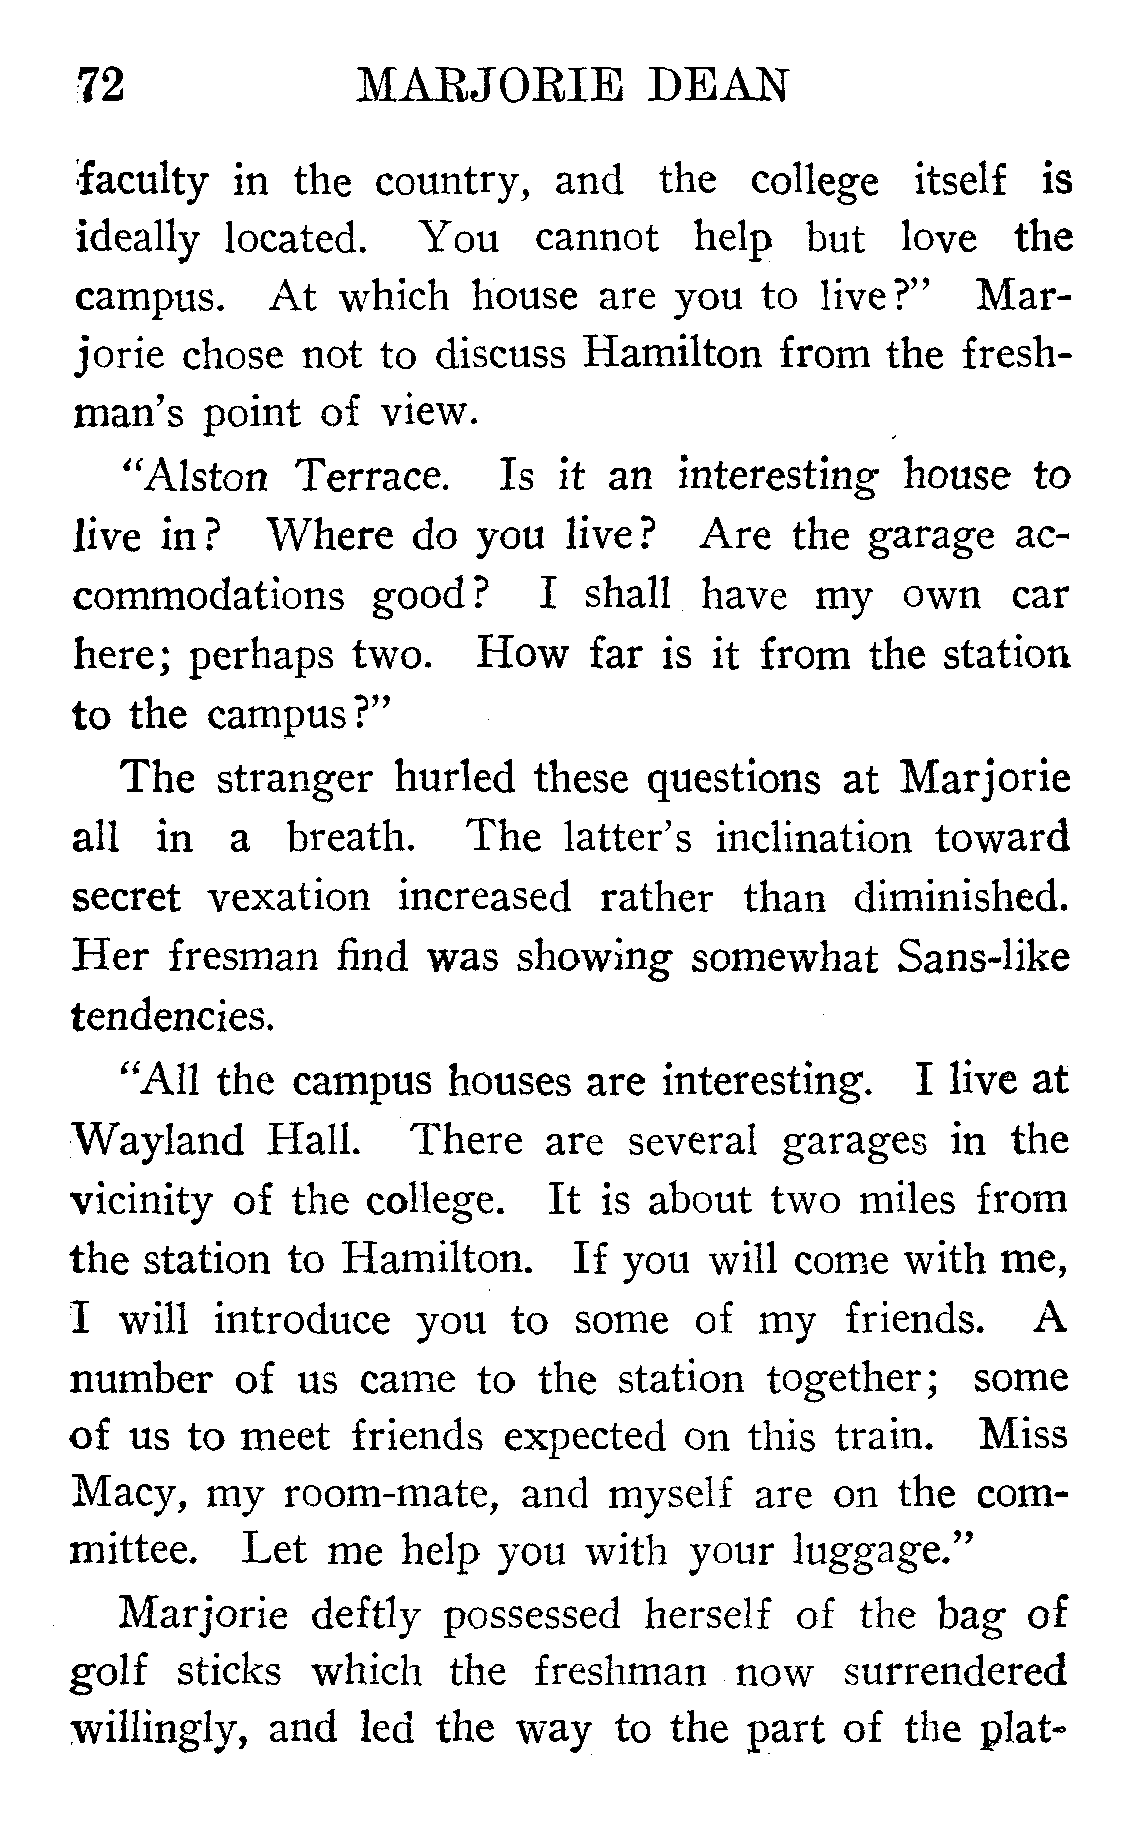 72 MARJORIE DEAN
faculty in the country, and the college itself is
ideally located. You cannot help but love the
campus. At which house are you to live?” Mar-
jorie chose not to discuss Hamilton from the fresh-
man’s point of view.
“Alston Terrace. Is it an interesting house to
live in? Where do you live? Are the garage ac-
commodations good? I shall have my own car
here; perhaps two. How far is it from the station
to the campus?”
The stranger hurled these questions at Marjorie
all in a breath. The latter’s inclination toward
secret vexation increased rather than diminished.
Her fresman find was showing somewhat Sans-like
tendencies.
“All the campus houses are interesting. I live at
Wayland Hall. There are several garages in the
vicinity of the college. It is about two miles from
the station to Hamilton. If you will come with me,
I will introduce you to some of my friends. A
number of us came to the station together; some
of us to meet friends expected on this train. Miss
Macy, my room-mate, and myself are on the com-
mittee. Let me help you with your luggage.”
Marjorie deftly possessed herself of the bag of
golf sticks which the freshman now surrendered
willingly, and led the way to the part of the plat-